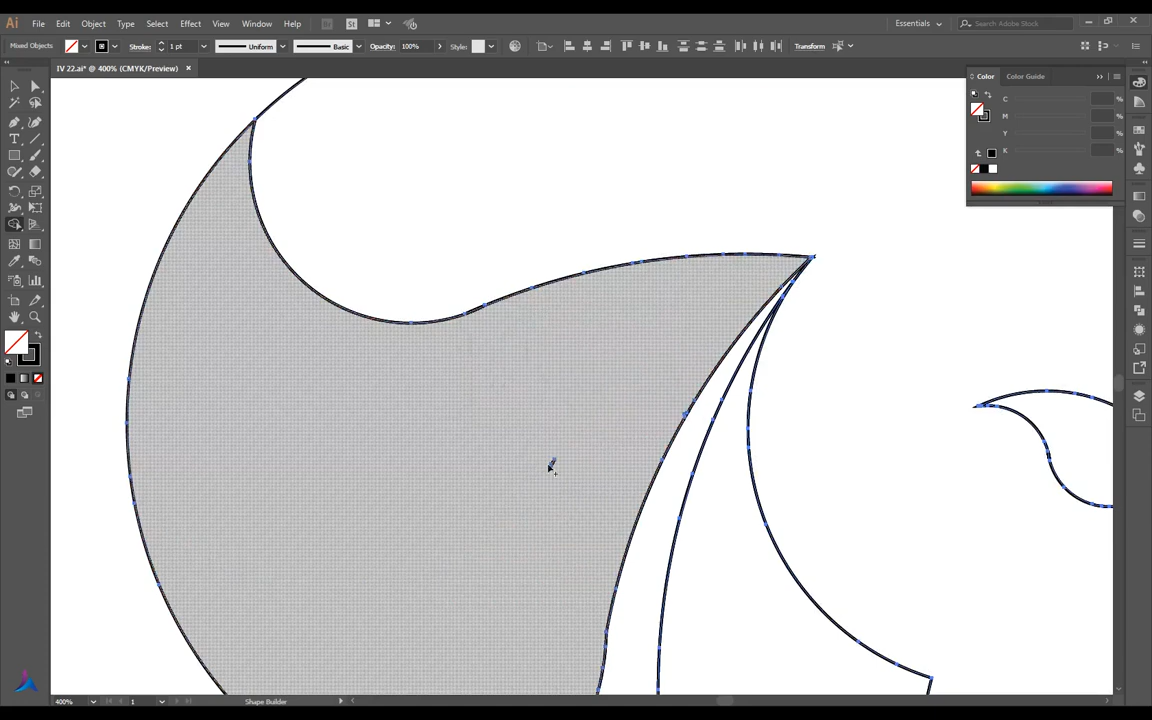 Ai File Edit Object Type Select Effect View Window Help Br St Essentials Search Adobe Stock
Mixed Objects Stroke: 1 pt Uniform Basic Opacity: 100% Style: Transform
IV 22.ai* @ 400% (CMYK/Preview) ×
Color Color Guide
C %
M %
Y %
K %
T
400% 1 Shape Builder